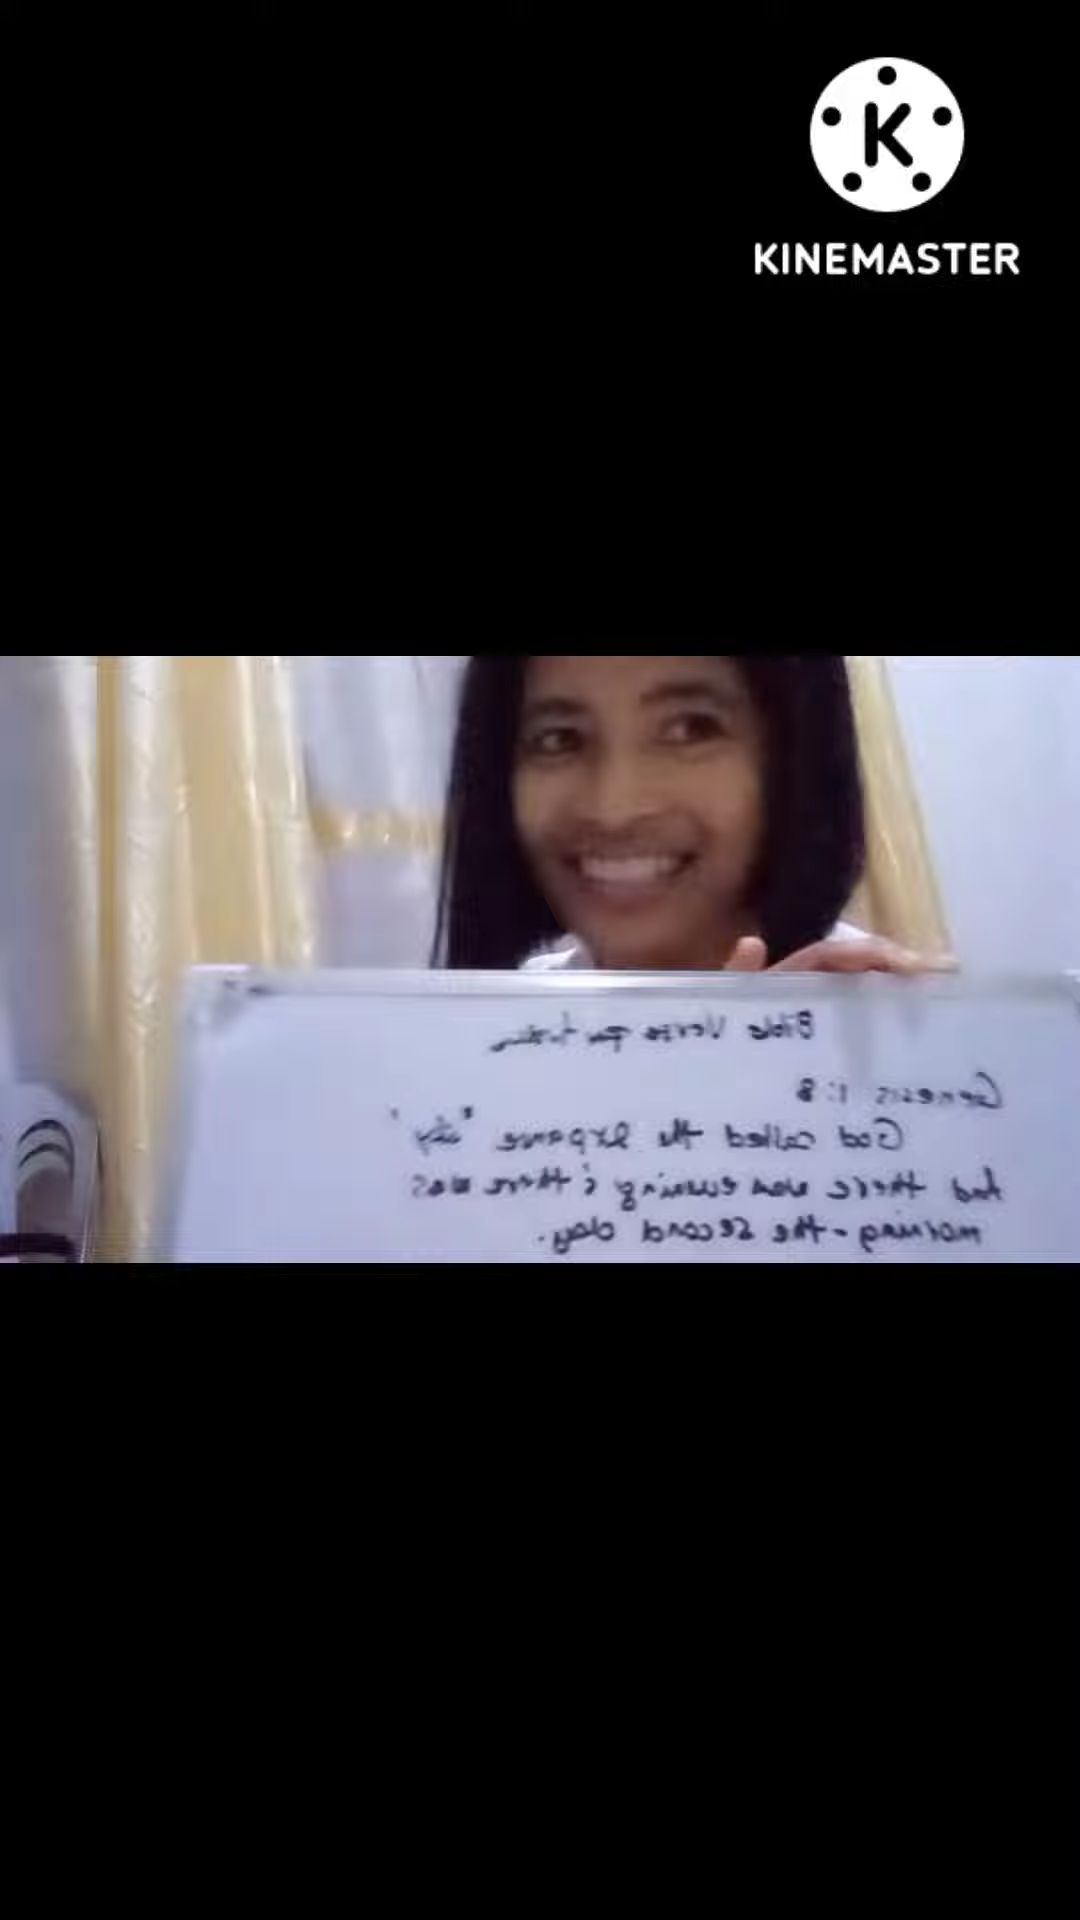 KINEMASTER
Bible Verse
Genesis 1:8
God called the expanse "sky"
And there was evening & there was
morning - the second day.